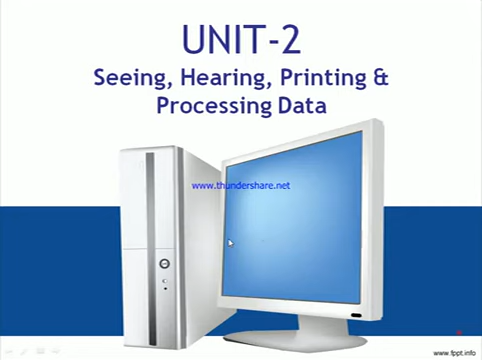 UNIT-2
Seeing, Hearing, Printing &
Processing Data
www.thundershare.net
www.fppt.info